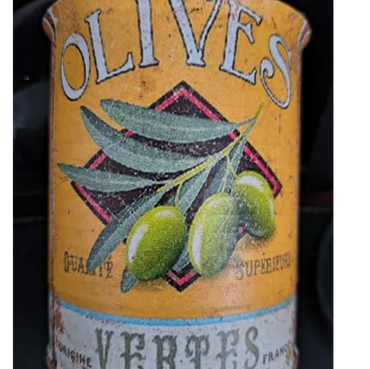 OLIVES
QUALITÉ SUPÉRIEURE
VERTES
ORIGINE FRANCE